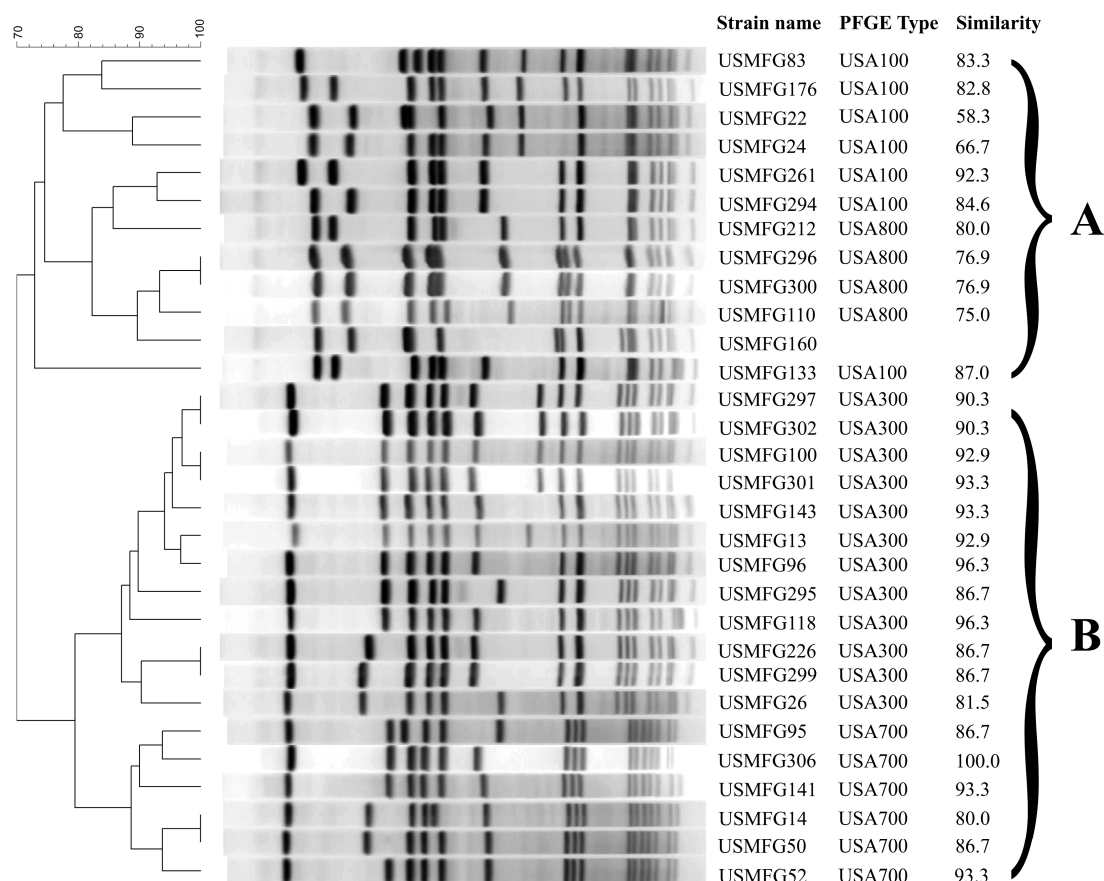 70 80 90 100
Strain name PFGE Type Similarity
USMFG83 USA100 83.3
USMFG176 USA100 82.8
USMFG22 USA100 58.3
USMFG24 USA100 66.7
USMFG261 USA100 92.3
USMFG294 USA100 84.6
USMFG212 USA800 80.0
A
USMFG296 USA800 76.9
USMFG300 USA800 76.9
USMFG110 USA800 75.0
USMFG160
USMFG133 USA100 87.0
USMFG297 USA300 90.3
USMFG302 USA300 90.3
USMFG100 USA300 92.9
USMFG301 USA300 93.3
USMFG143 USA300 93.3
USMFG13 USA300 92.9
USMFG96 USA300 96.3
USMFG295 USA300 86.7
USMFG118 USA300 96.3
B
USMFG226 USA300 86.7
USMFG299 USA300 86.7
USMFG26 USA300 81.5
USMFG95 USA700 86.7
USMFG306 USA700 100.0
USMFG141 USA700 93.3
USMFG14 USA700 80.0
USMFG50 USA700 86.7
USMFG52 USA700 93.3